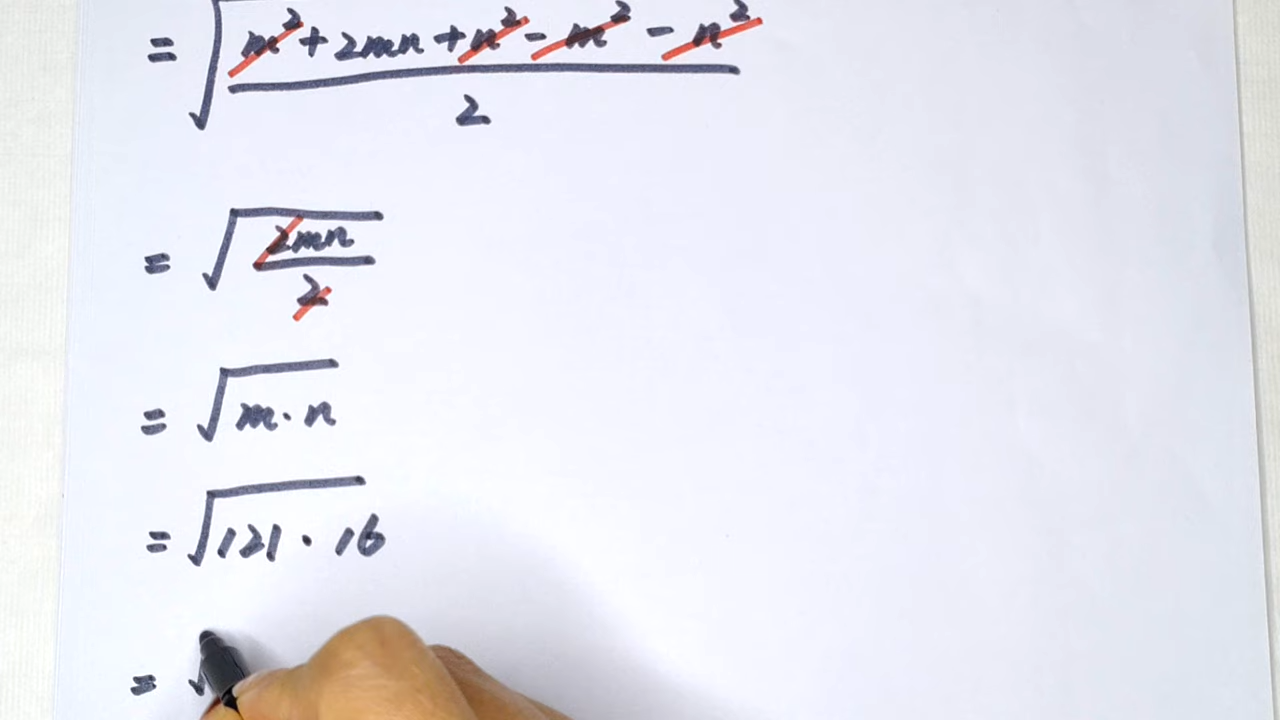 = √((m² + 2mn + n² - m² - n²)/2)
= √(2mn/2)
= √(m · n)
= √(121 · 16)
= √